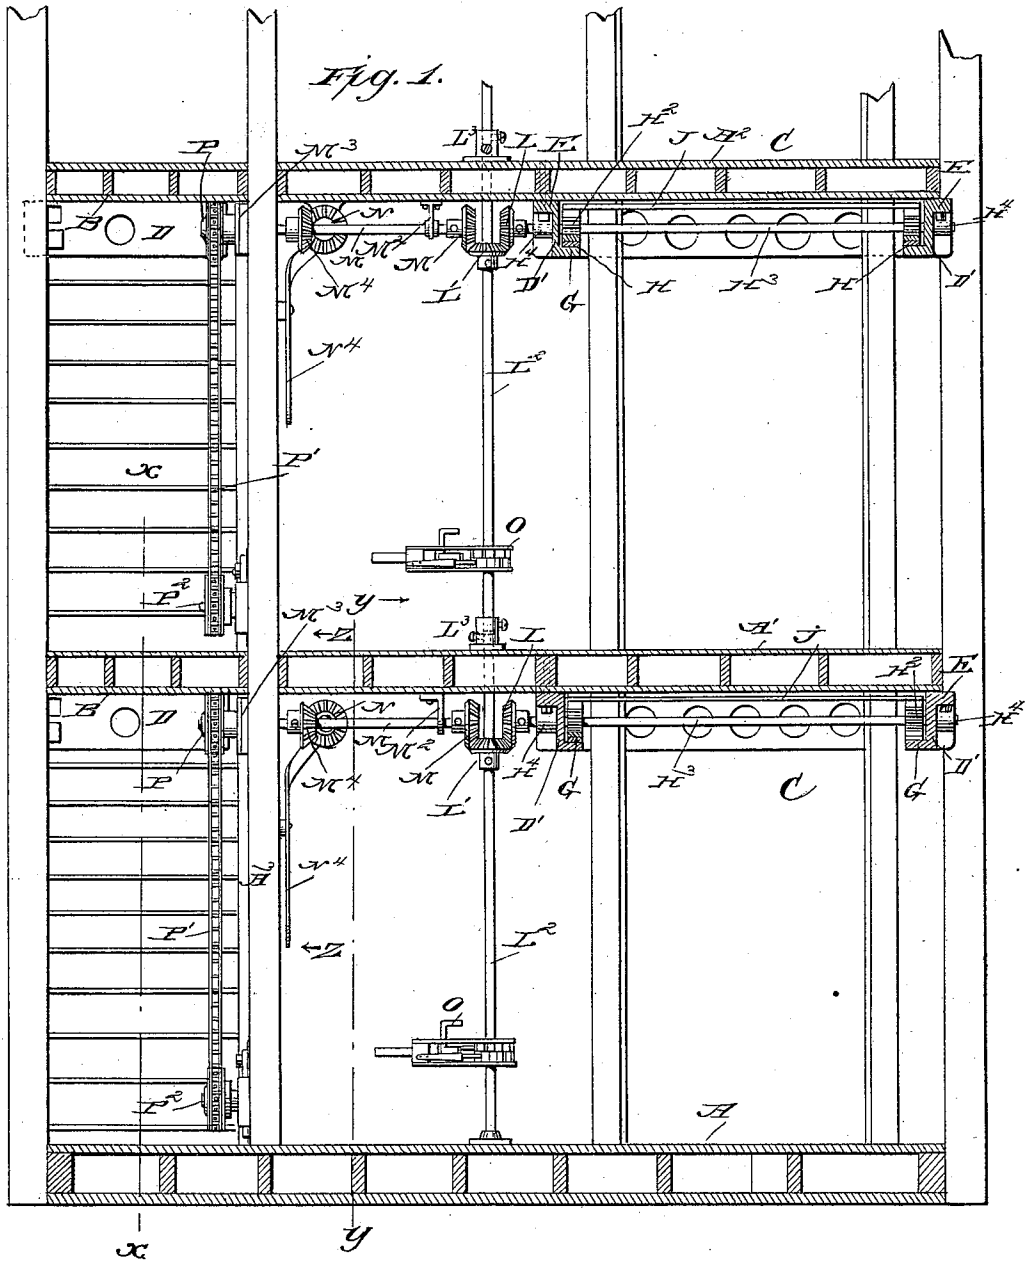 Fig. 1.
P M³ L³ L E H² J A² C E
B D N H⁴
M M² M L' H⁴ D' G H H³ H D'
M⁴
N⁴ L²
x P'
O
P² M³ y
Z L³ L A' J
B D N H² E
P M M² M H⁴ G H³ C G D' H⁴
M⁴ L' D'
A³ N⁴
P' Z L²
O
P² A
x y